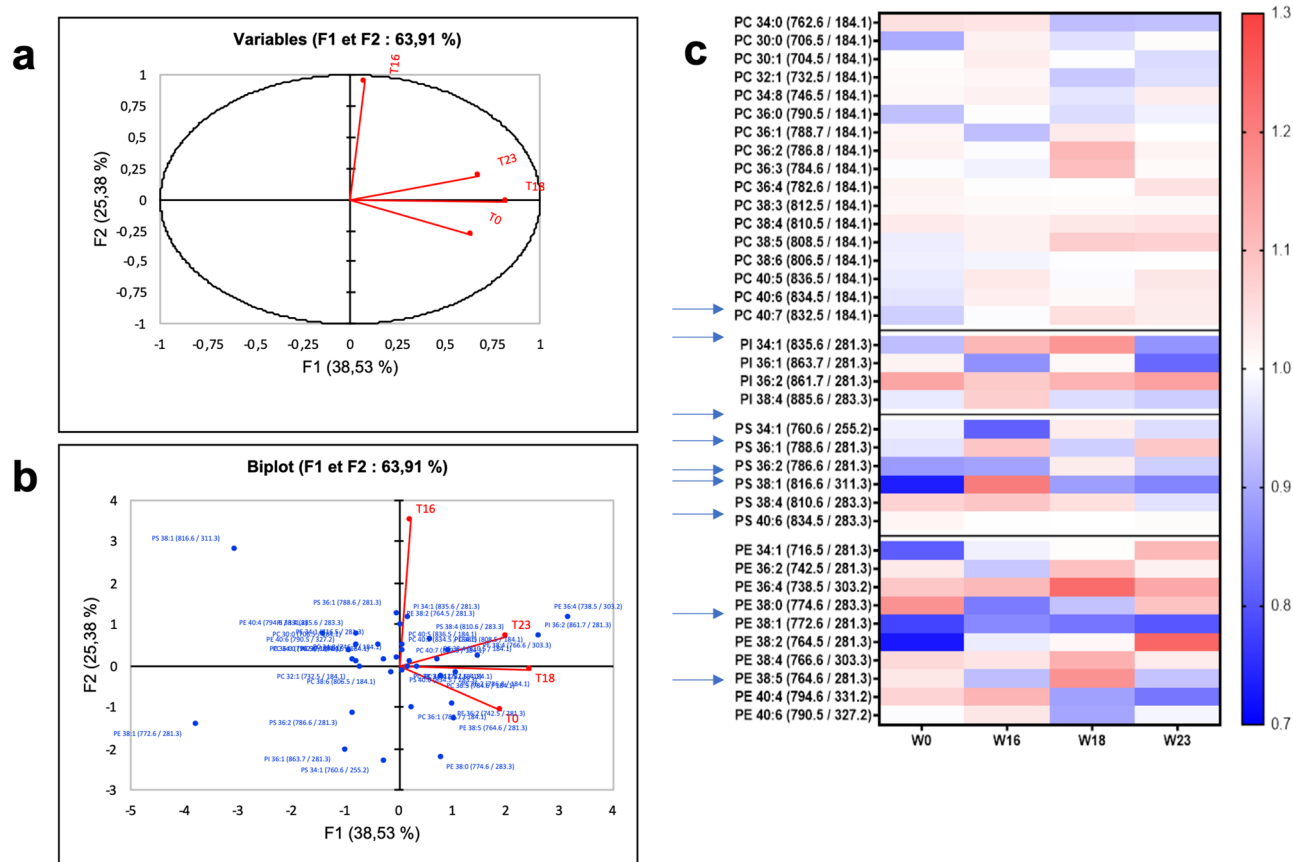 a
Variables (F1 et F2 : 63,91 %)
T16
T23
T18
T0
1
0,75
0,5
0,25
0
-0,25
-0,5
-0,75
-1
-1
-0,75
-0,5
-0,25
0
0,25
0,5
0,75
1
F2 (25,38 %)
F1 (38,53 %)
b
Biplot (F1 et F2 : 63,91 %)
T16
T23
T18
T0
PS 38:1 (816.6 / 311.3)
PS 36:1 (788.6 / 281.3)
PI 34:1 (835.6 / 281.3)
PE 38:2 (764.5 / 281.3)
PE 36:4 (738.5 / 303.2)
PI 36:2 (861.7 / 281.3)
PS 38:4 (810.6 / 283.3)
PE 38:4 (766.6 / 303.3)
PC 40:5 (836.5 / 184.1)
PE 40:6 (790.5 / 327.2)
PC 32:1 (732.5 / 184.1)
PC 38:6 (806.5 / 184.1)
PS 36:2 (786.6 / 281.3)
PE 38:1 (772.6 / 281.3)
PI 36:1 (863.7 / 281.3)
PS 34:1 (760.6 / 255.2)
PE 36:2 (742.5 / 281.3)
PE 38:5 (764.6 / 281.3)
PE 38:0 (774.6 / 283.3)
4
3
2
1
0
-1
-2
-3
-5
-4
-3
-2
-1
0
1
2
3
4
F2 (25,38 %)
F1 (38,53 %)
c
PC 34:0 (762.6 / 184.1)
PC 30:0 (706.5 / 184.1)
PC 30:1 (704.5 / 184.1)
PC 32:1 (732.5 / 184.1)
PC 34:8 (746.5 / 184.1)
PC 36:0 (790.5 / 184.1)
PC 36:1 (788.7 / 184.1)
PC 36:2 (786.8 / 184.1)
PC 36:3 (784.6 / 184.1)
PC 36:4 (782.6 / 184.1)
PC 38:3 (812.5 / 184.1)
PC 38:4 (810.5 / 184.1)
PC 38:5 (808.5 / 184.1)
PC 38:6 (806.5 / 184.1)
PC 40:5 (836.5 / 184.1)
PC 40:6 (834.5 / 184.1)
PC 40:7 (832.5 / 184.1)
PI 34:1 (835.6 / 281.3)
PI 36:1 (863.7 / 281.3)
PI 36:2 (861.7 / 281.3)
PI 38:4 (885.6 / 283.3)
PS 34:1 (760.6 / 255.2)
PS 36:1 (788.6 / 281.3)
PS 36:2 (786.6 / 281.3)
PS 38:1 (816.6 / 311.3)
PS 38:4 (810.6 / 283.3)
PS 40:6 (834.5 / 283.3)
PE 34:1 (716.5 / 281.3)
PE 36:2 (742.5 / 281.3)
PE 36:4 (738.5 / 303.2)
PE 38:0 (774.6 / 283.3)
PE 38:1 (772.6 / 281.3)
PE 38:2 (764.5 / 281.3)
PE 38:4 (766.6 / 303.3)
PE 38:5 (764.6 / 281.3)
PE 40:4 (794.6 / 331.2)
PE 40:6 (790.5 / 327.2)
W0
W16
W18
W23
1.3
1.2
1.1
1.0
0.9
0.8
0.7